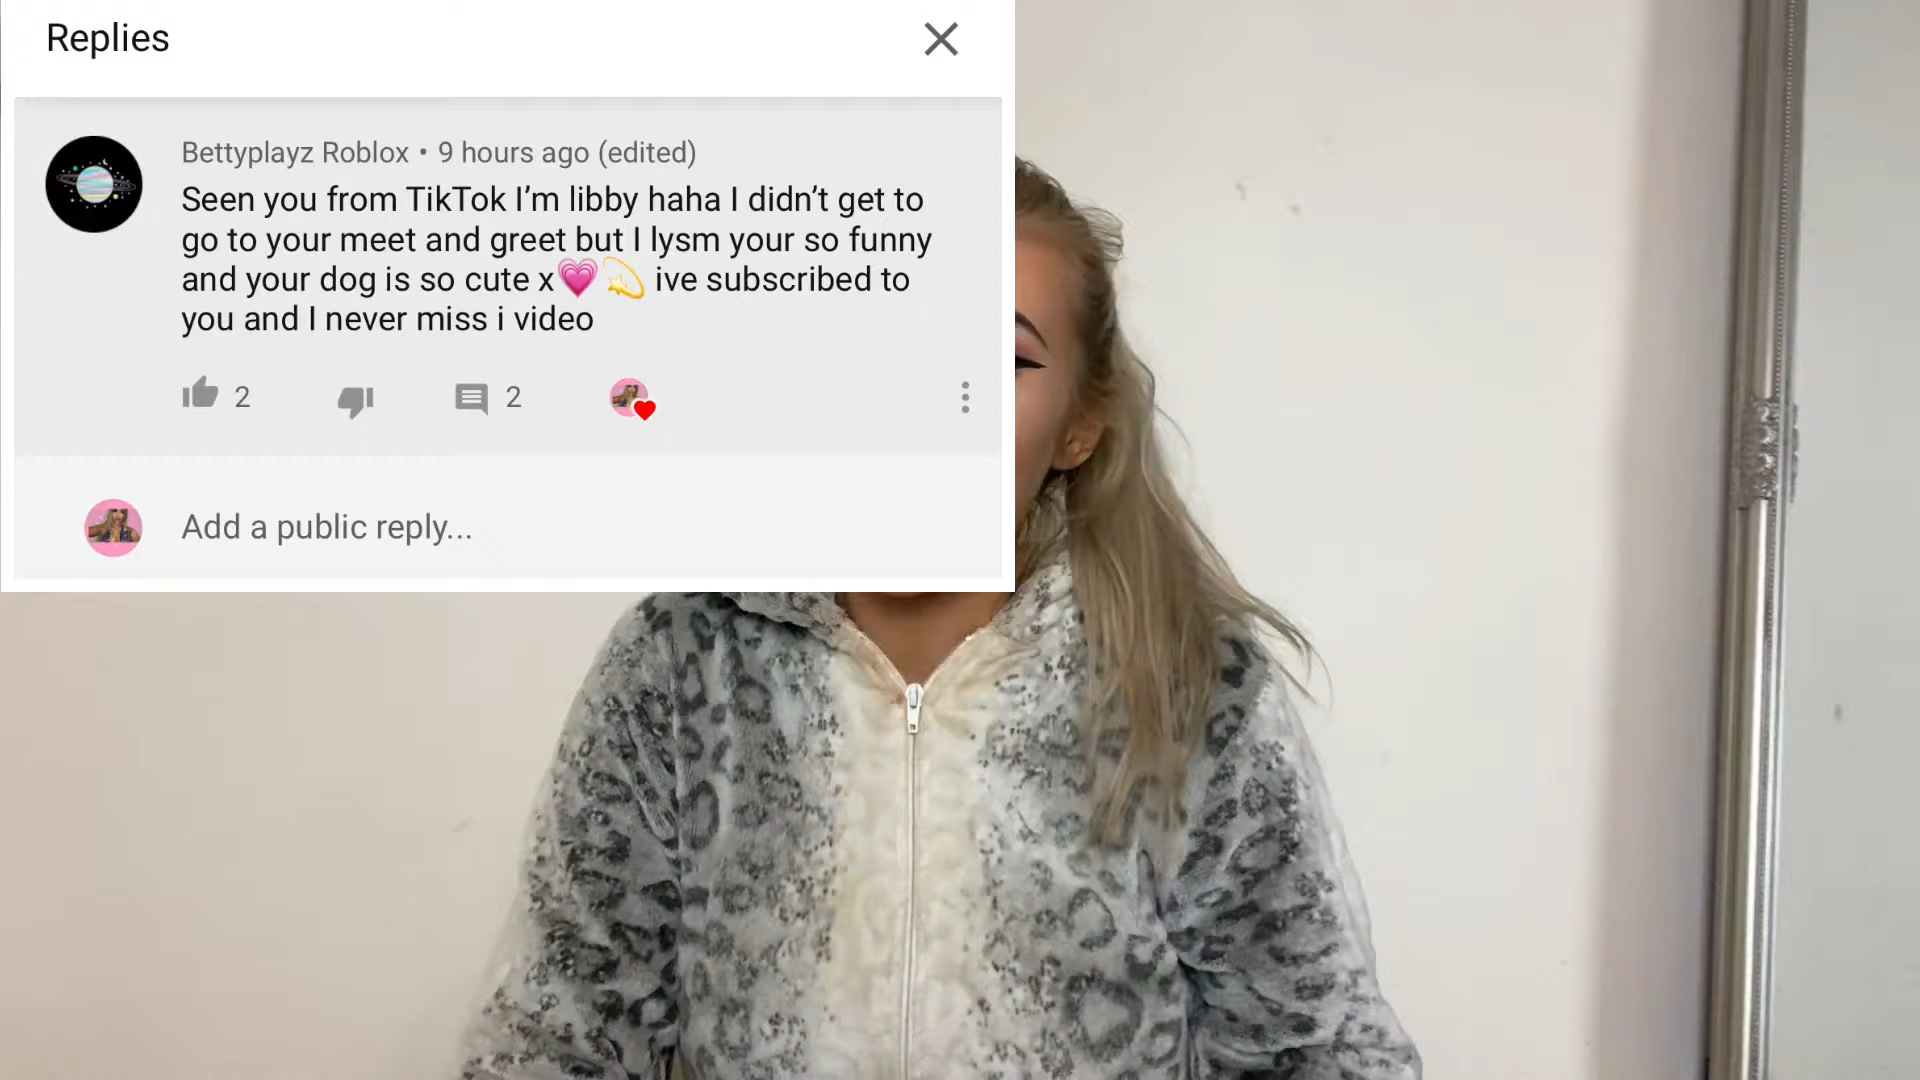 Replies
Bettyplayz Roblox • 9 hours ago (edited)
Seen you from TikTok I’m libby haha I didn’t get to
go to your meet and greet but I lysm your so funny
and your dog is so cute x💗💫 ive subscribed to
you and I never miss i video
2
2
Add a public reply...